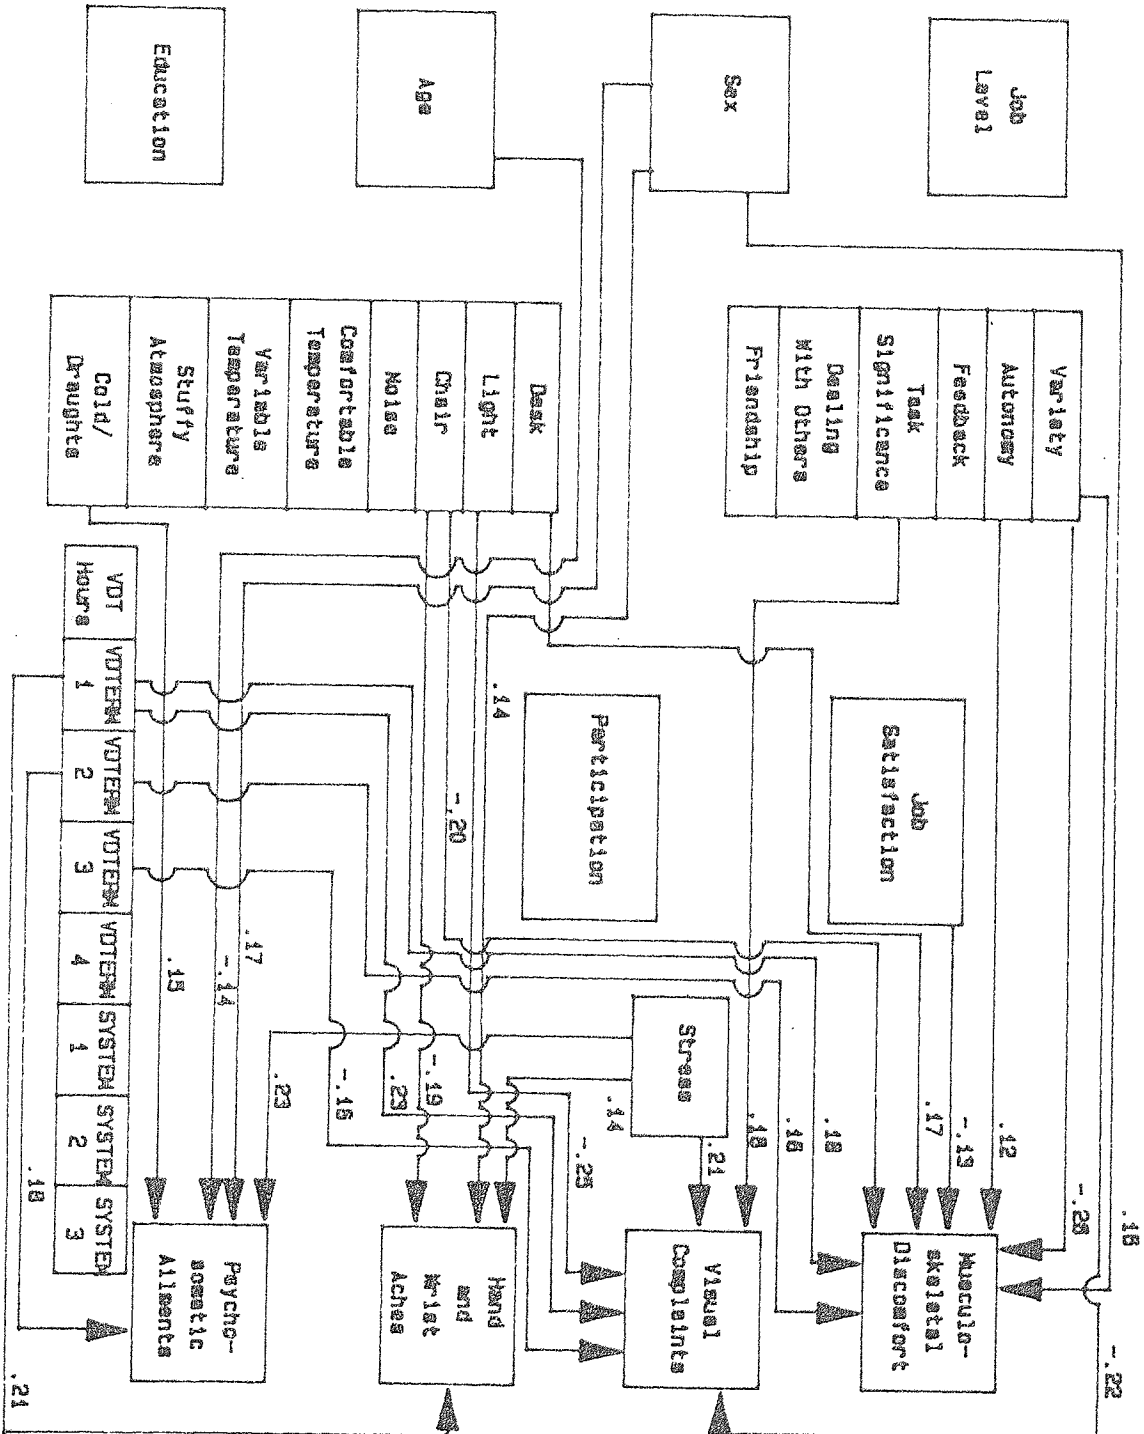 Job
Level
Sex
Age
Education
Variety
Autonomy
Feedback
Task
Significance
Dealing
With Others
Friendship
Desk
Light
Chair
Noise
Comfortable
Temperature
Variable
Temperature
Stuffy
Atmosphere
Cold/
Draughts
VDT
Hours
VDTERM
1
VDTERM
2
VDTERM
3
VDTERM
4
SYSTEM
1
SYSTEM
2
SYSTEM
3
Job
Satisfaction
Participation
Stress
Musculo-
skeletal
Discomfort
Visual
Complaints
Hand
and
Wrist
Aches
Psycho-
somatic
Ailments
.16
-.26
-.22
.12
-.13
.17
.18
.16
.18
.21
.14
-.25
.14
-.20
-.19
.23
-.16
.23
.17
-.14
.15
.18
.21